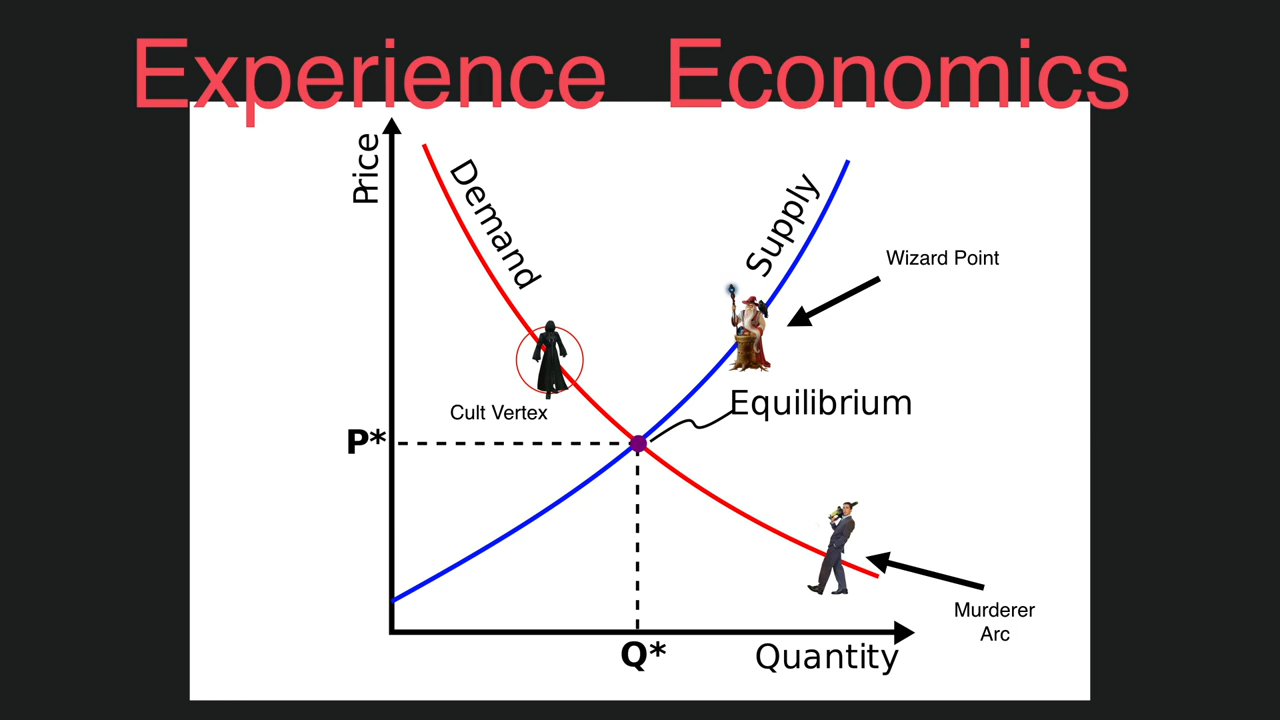 Experience Economics
Price
Demand
Supply
Wizard Point
Equilibrium
Cult Vertex
P*
Murderer
Arc
Q*
Quantity